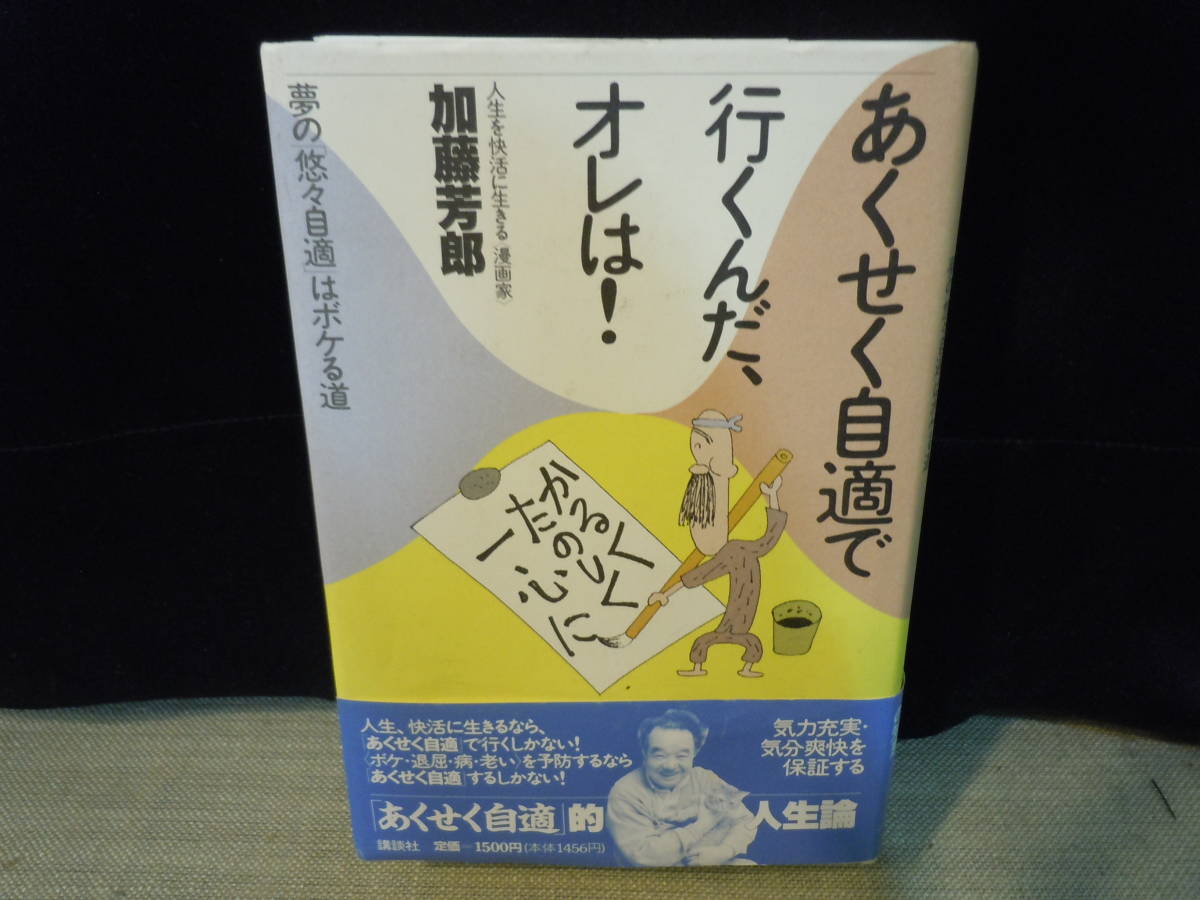 あくせく自適で
行くんだ、
オレは！
人生を快活に生きる〈漫画家〉
加藤芳郎
夢の「悠々自適」はボケる道
かるく
たのしく
一心に
人生、快活に生きるなら、
「あくせく自適」で行くしかない！
〈ボケ・退屈・病・老い〉を予防するなら
「あくせく自適」するしかない！
気力充実・
気分爽快を
保証する
「あくせく自適」的
人生論
講談社 定価＝1500円（本体1456円）